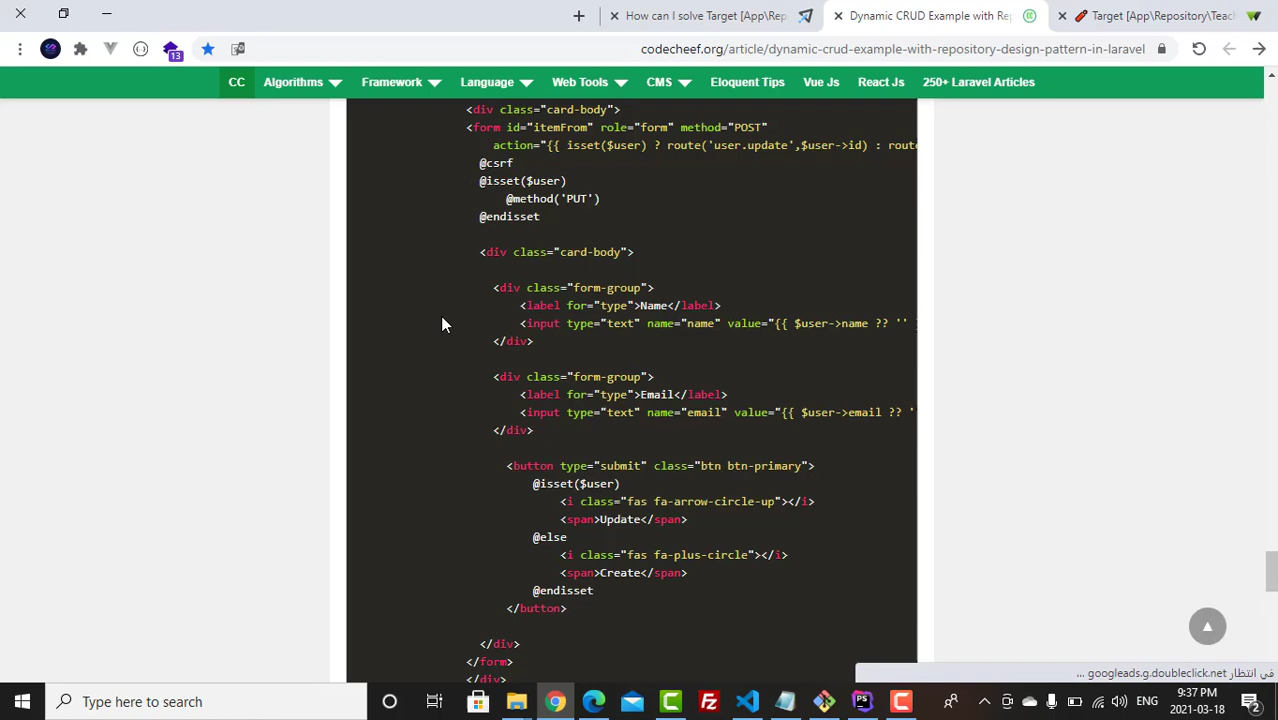 How can I solve Target [App\Rep
Dynamic CRUD Example with Rep
Target [App\Repository\Teach
13
codecheef.org/article/dynamic-crud-example-with-repository-design-pattern-in-laravel
CC Algorithms Framework Language Web Tools CMS Eloquent Tips Vue Js React Js 250+ Laravel Articles
<div class="card-body">
<form id="itemFrom" role="form" method="POST"
action="{{ isset($user) ? route('user.update',$user->id) : route
@csrf
@isset($user)
@method('PUT')
@endisset
<div class="card-body">
<div class="form-group">
<label for="type">Name</label>
<input type="text" name="name" value="{{ $user->name ?? '' }
</div>
<div class="form-group">
<label for="type">Email</label>
<input type="text" name="email" value="{{ $user->email ?? '
</div>
<button type="submit" class="btn btn-primary">
@isset($user)
<i class="fas fa-arrow-circle-up"></i>
<span>Update</span>
@else
<i class="fas fa-plus-circle"></i>
<span>Create</span>
@endisset
</button>
</div>
</form>
</div>
في انتظار googleads.g.doubleclick.net ...
Type here to search
PS
ENG
9:37 PM
2021-03-18
2